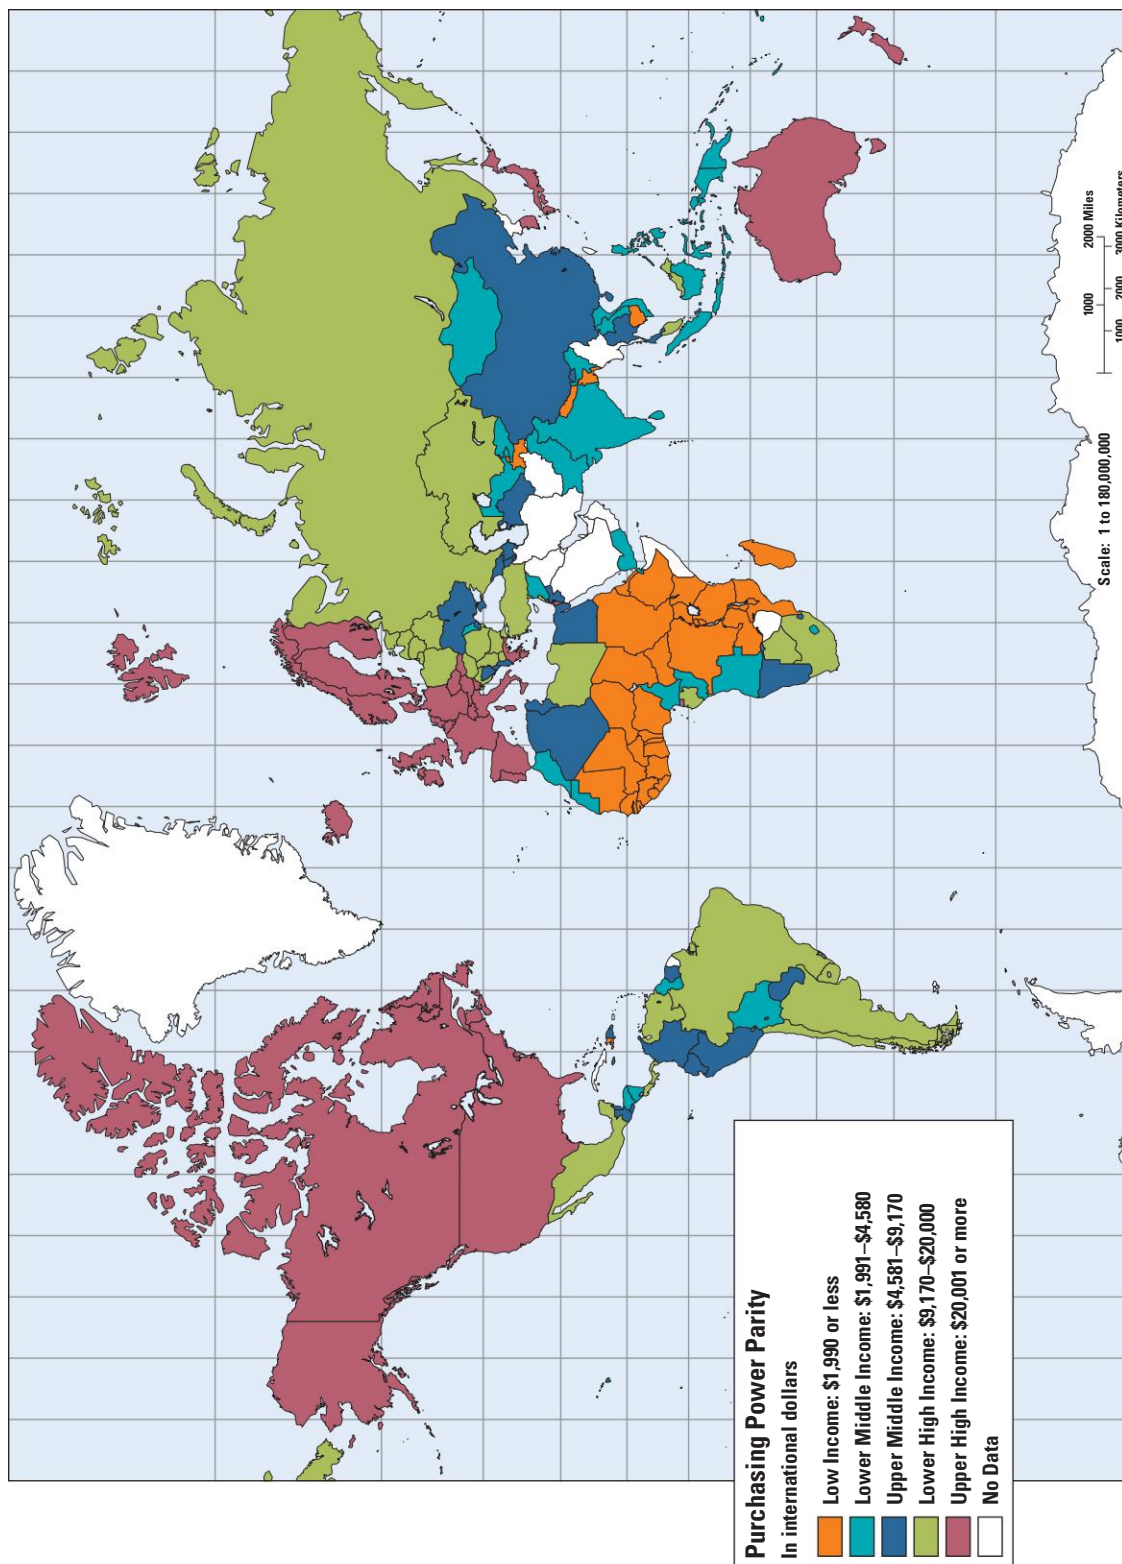 Purchasing Power Parity
In international dollars
Low Income: $1,990 or less
Lower Middle Income: $1,991–$4,580
Upper Middle Income: $4,581–$9,170
Lower High Income: $9,170–$20,000
Upper High Income: $20,001 or more
No Data
Scale: 1 to 180,000,000
1000 2000 Miles
1000 2000 3000 Kilometers